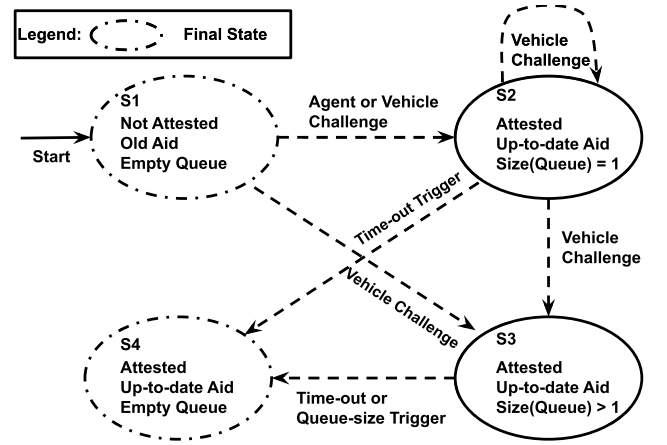 Legend: Final State
Vehicle
Challenge
S1
Not Attested
Old Aid
Empty Queue
Start
Agent or Vehicle
Challenge
S2
Attested
Up-to-date Aid
Size(Queue) = 1
Time-out Trigger
Vehicle Challenge
Vehicle
Challenge
S4
Attested
Up-to-date Aid
Empty Queue
Time-out or
Queue-size Trigger
S3
Attested
Up-to-date Aid
Size(Queue) > 1